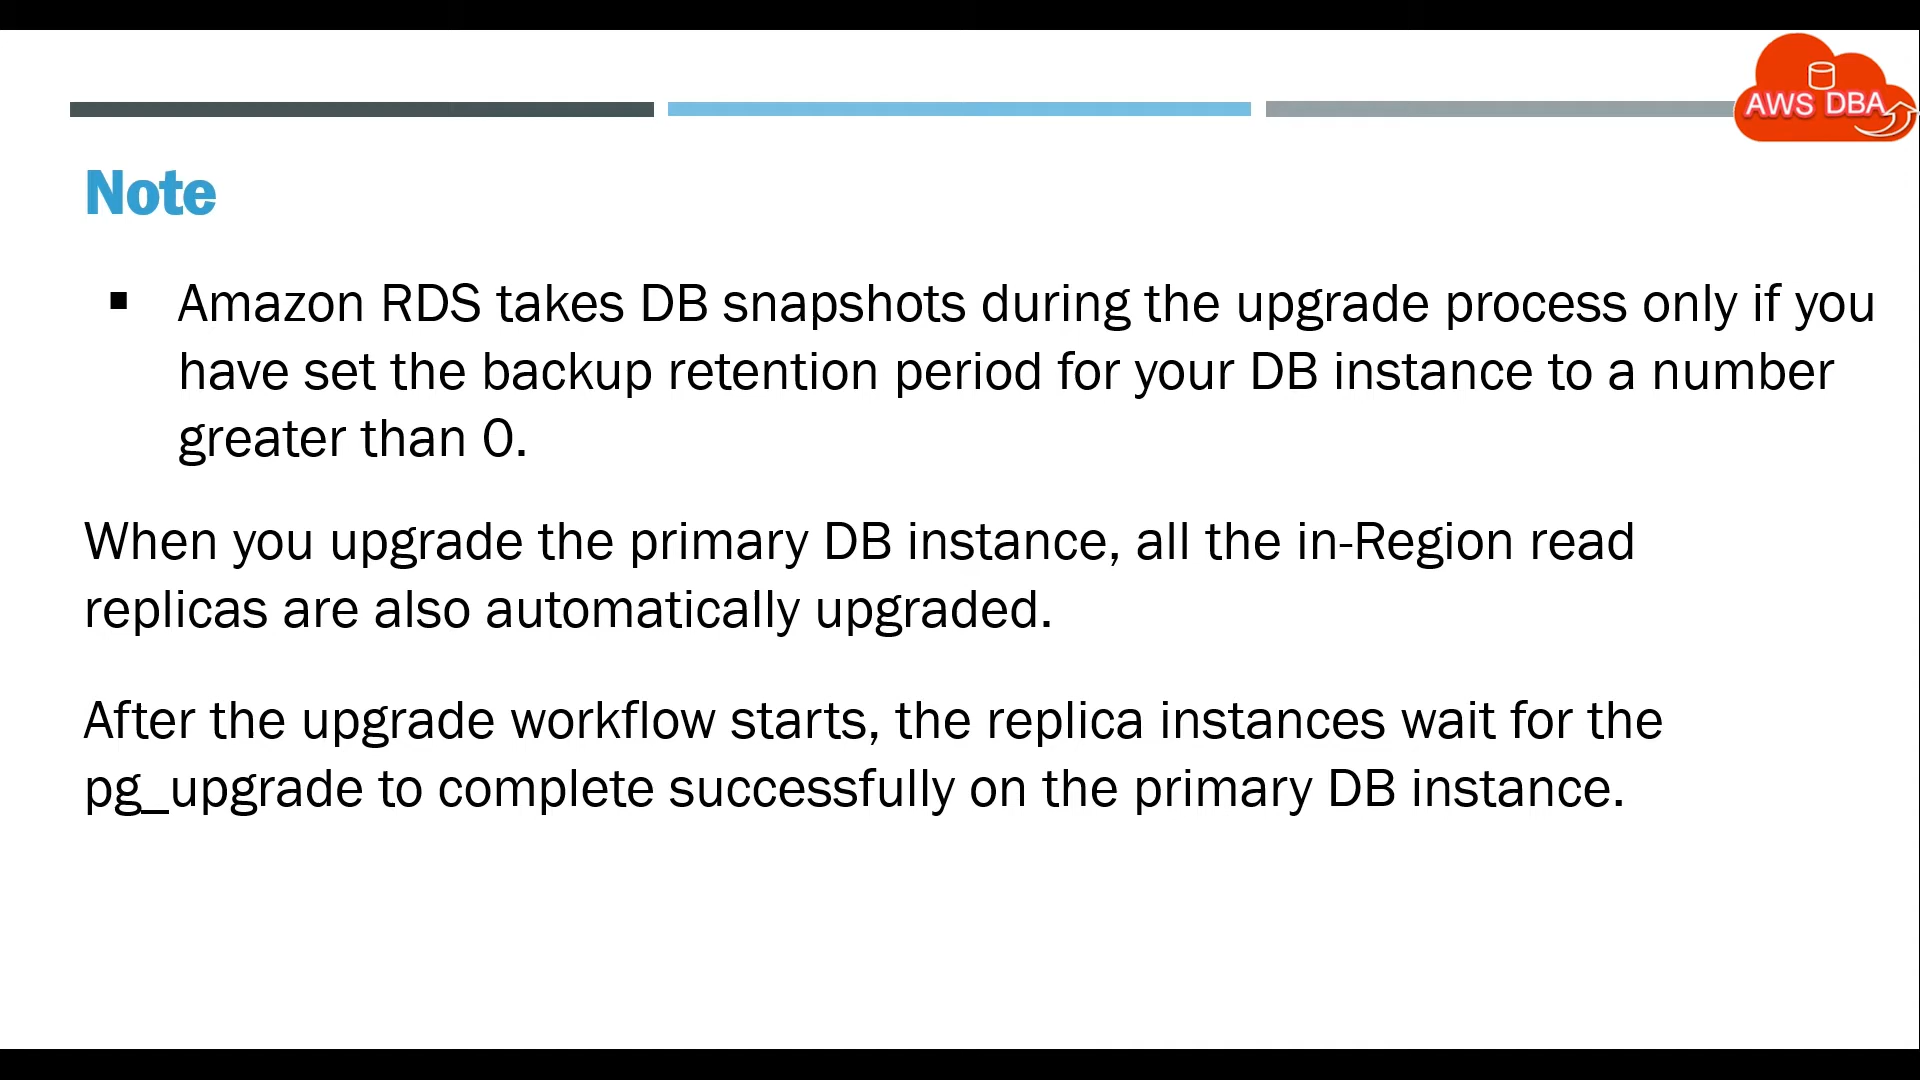 AWS DBA
Note
▪ Amazon RDS takes DB snapshots during the upgrade process only if you
have set the backup retention period for your DB instance to a number
greater than 0.
When you upgrade the primary DB instance, all the in-Region read
replicas are also automatically upgraded.
After the upgrade workflow starts, the replica instances wait for the
pg_upgrade to complete successfully on the primary DB instance.